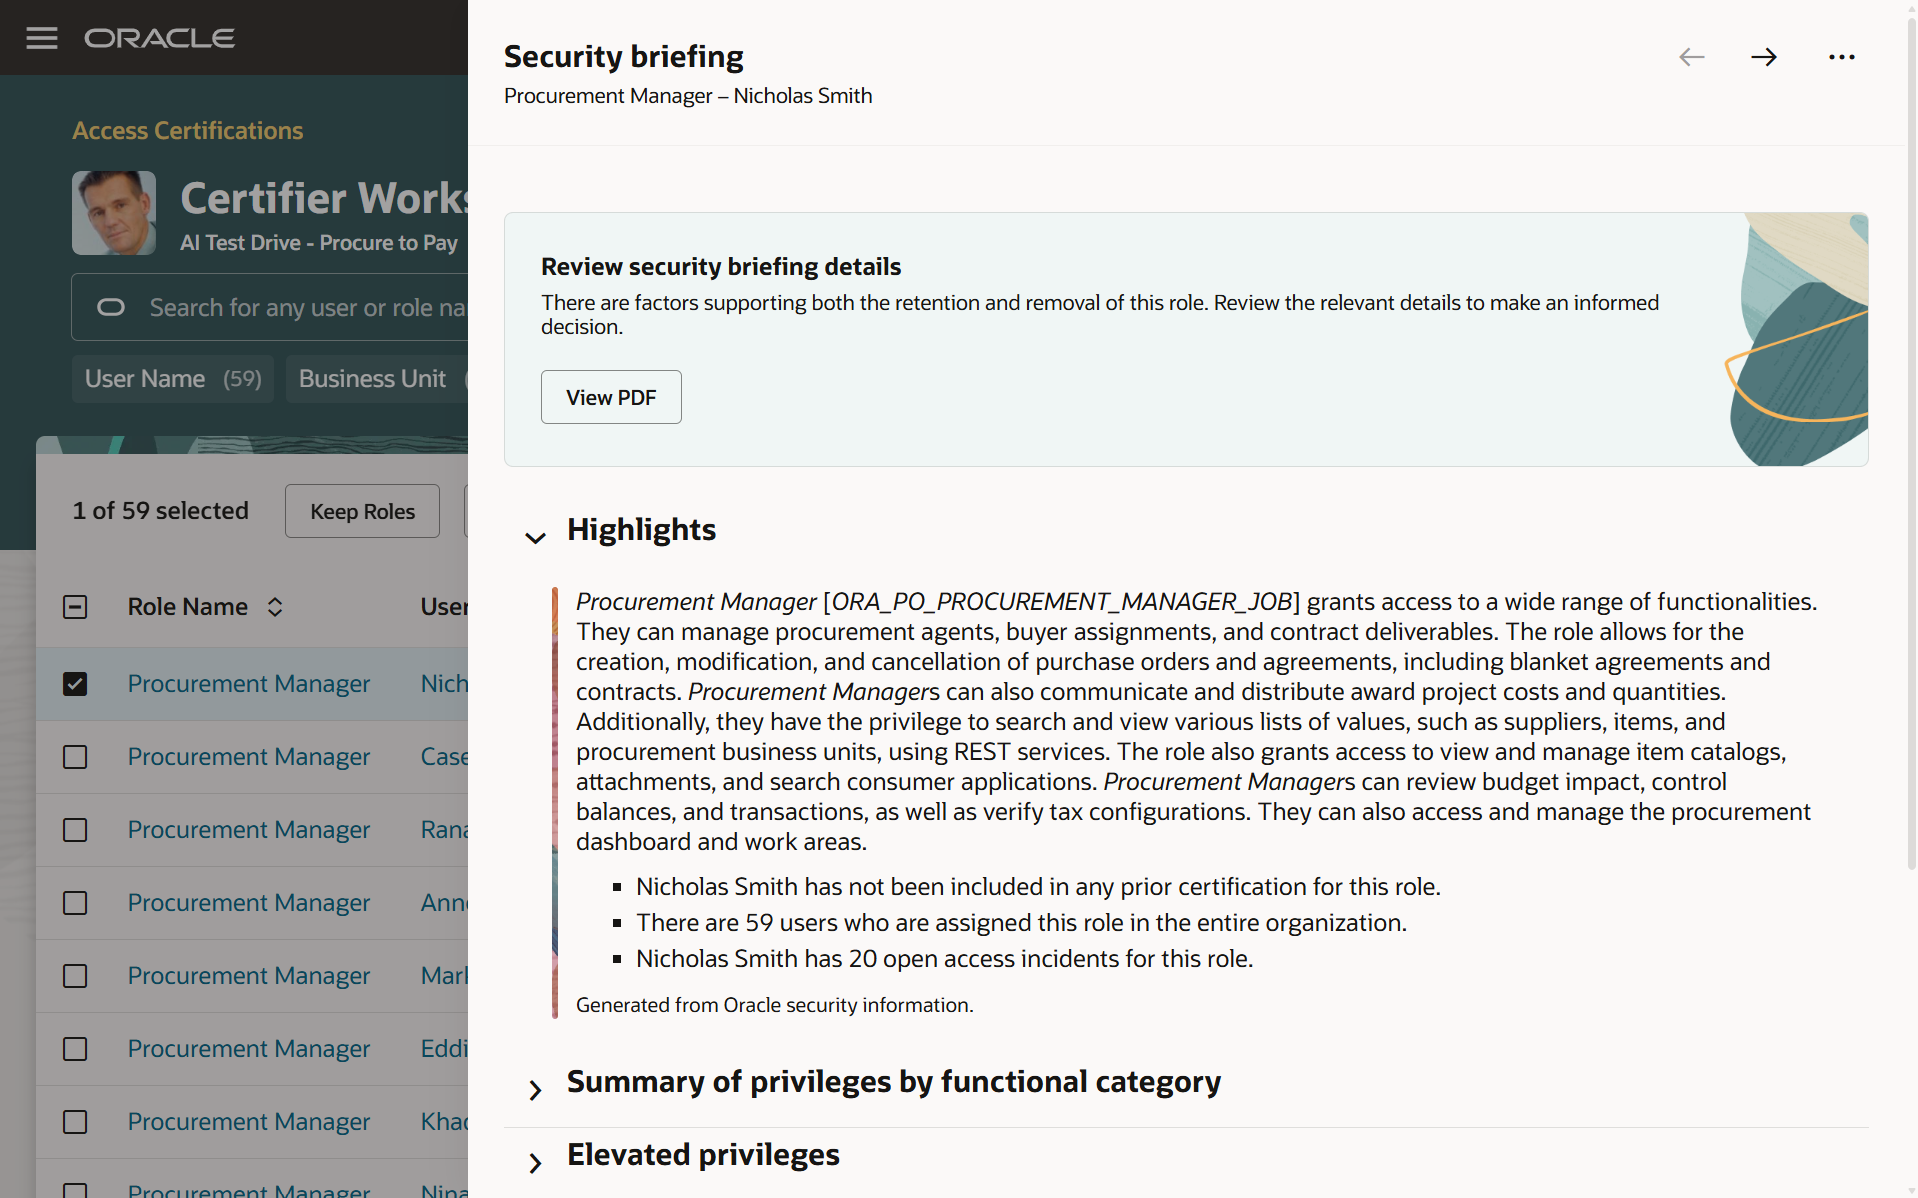 ORACLE
Access Certifications
Certifier Works
AI Test Drive - Procure to Pay
Search for any user or role na
User Name (59)
Business Unit
1 of 59 selected
Keep Roles
Role Name
User
Procurement Manager Nich
Procurement Manager Case
Procurement Manager Rana
Procurement Manager Anne
Procurement Manager Mark
Procurement Manager Eddi
Procurement Manager Khad
Procurement Manager Nina
Security briefing
Procurement Manager – Nicholas Smith
Review security briefing details
There are factors supporting both the retention and removal of this role. Review the relevant details to make an informed
decision.
View PDF
Highlights
Procurement Manager [ORA_PO_PROCUREMENT_MANAGER_JOB] grants access to a wide range of functionalities.
They can manage procurement agents, buyer assignments, and contract deliverables. The role allows for the
creation, modification, and cancellation of purchase orders and agreements, including blanket agreements and
contracts. Procurement Managers can also communicate and distribute award project costs and quantities.
Additionally, they have the privilege to search and view various lists of values, such as suppliers, items, and
procurement business units, using REST services. The role also grants access to view and manage item catalogs,
attachments, and search consumer applications. Procurement Managers can review budget impact, control
balances, and transactions, as well as verify tax configurations. They can also access and manage the procurement
dashboard and work areas.
▪ Nicholas Smith has not been included in any prior certification for this role.
▪ There are 59 users who are assigned this role in the entire organization.
▪ Nicholas Smith has 20 open access incidents for this role.
Generated from Oracle security information.
Summary of privileges by functional category
Elevated privileges